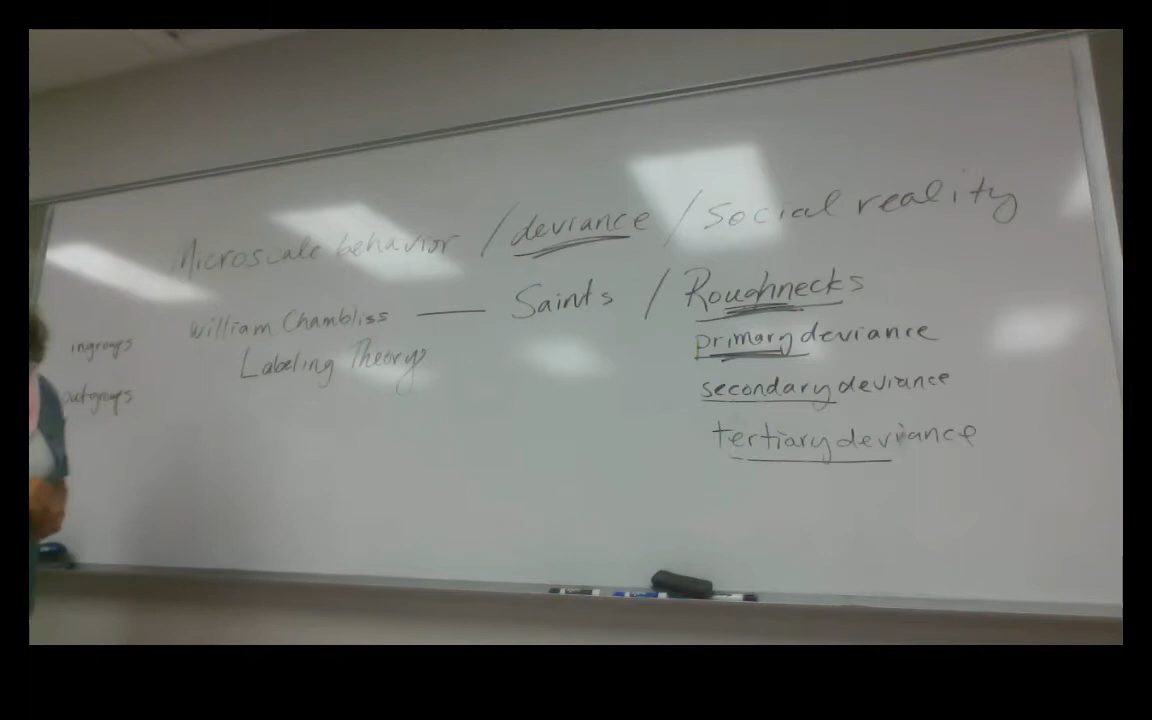 Microscale behavior / deviance / Social reality
William Chambliss — Saints / Roughnecks
Labeling Theory
primary deviance
secondary deviance
tertiary deviance
ingroups
outgroups